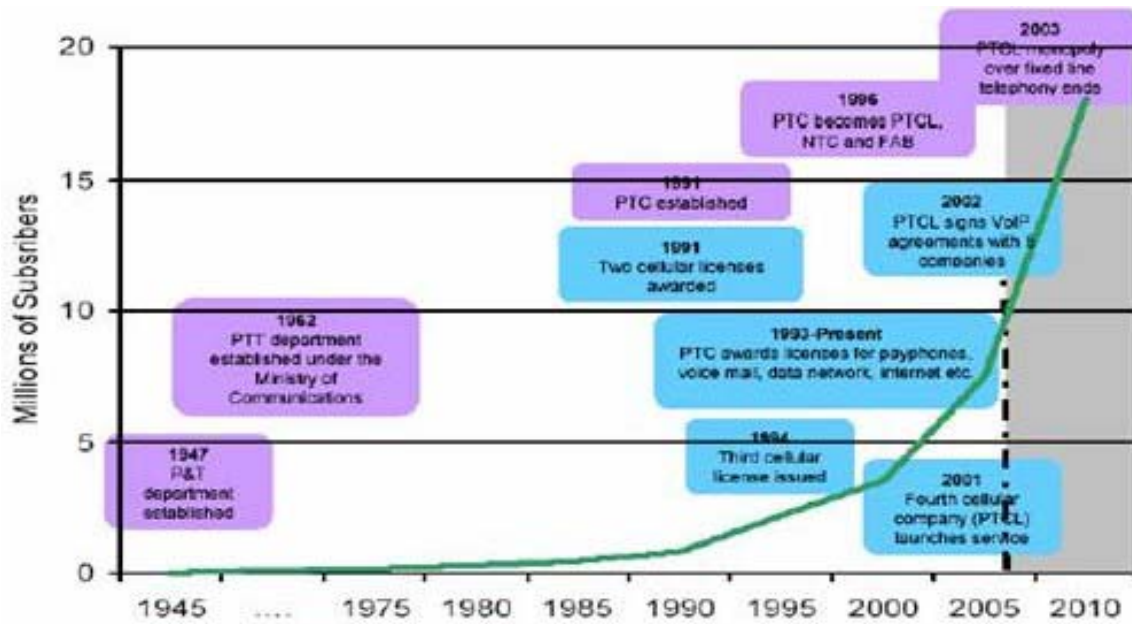 Millions of Subsribers
20
15
10
5
0
2003
PTCL monopoly
over fixed line
telephony ends
1996
PTC becomes PTCL,
NTC and FAB
1991
PTC established
2002
PTCL signs VoIP
agreements with
companies
1991
Two cellular licenses
awarded
1962
PTT department
established under the
Ministry of
Communications
1993-Present
PTC awards licenses for payphones,
voice mail, data network, internet etc.
1947
P&T
department
established
1994
Third cellular
license issued
2001
Fourth cellular
company (PTCL)
launches service
1945 .... 1975 1980 1985 1990 1995 2000 2005 2010